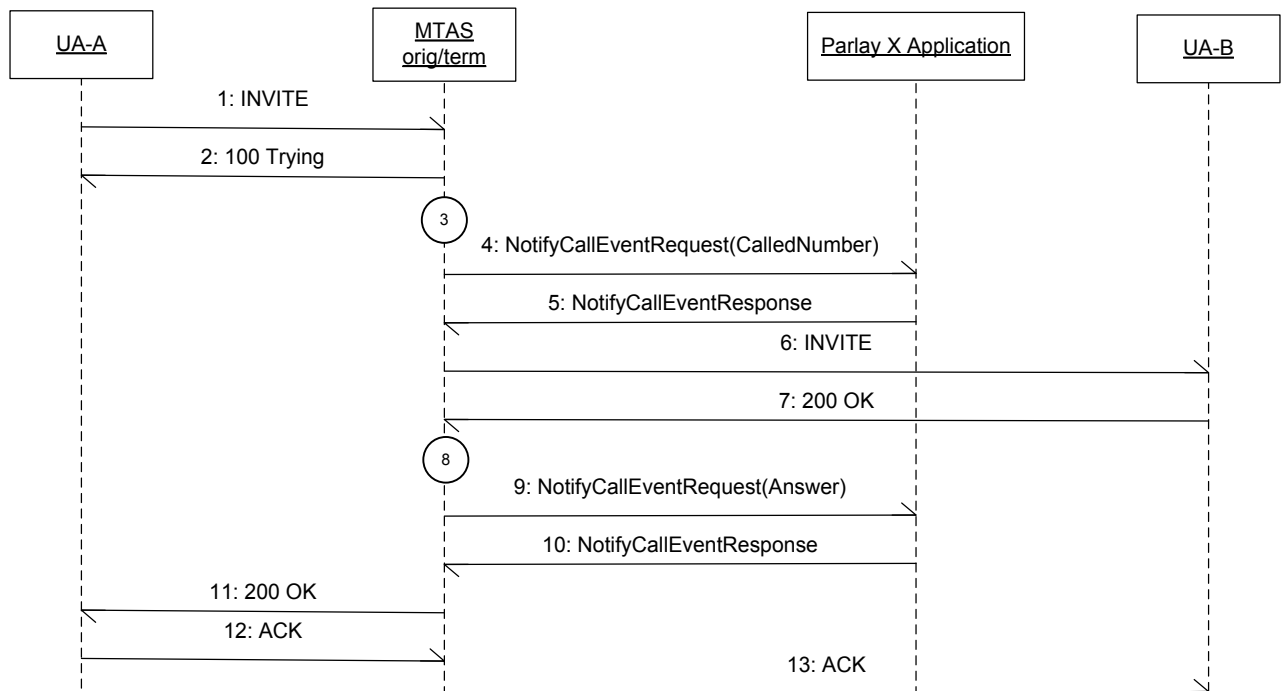 UA-A
MTAS
orig/term
Parlay X Application
UA-B
1: INVITE
2: 100 Trying
3
4: NotifyCallEventRequest(CalledNumber)
5: NotifyCallEventResponse
6: INVITE
7: 200 OK
8
9: NotifyCallEventRequest(Answer)
10: NotifyCallEventResponse
11: 200 OK
12: ACK
13: ACK